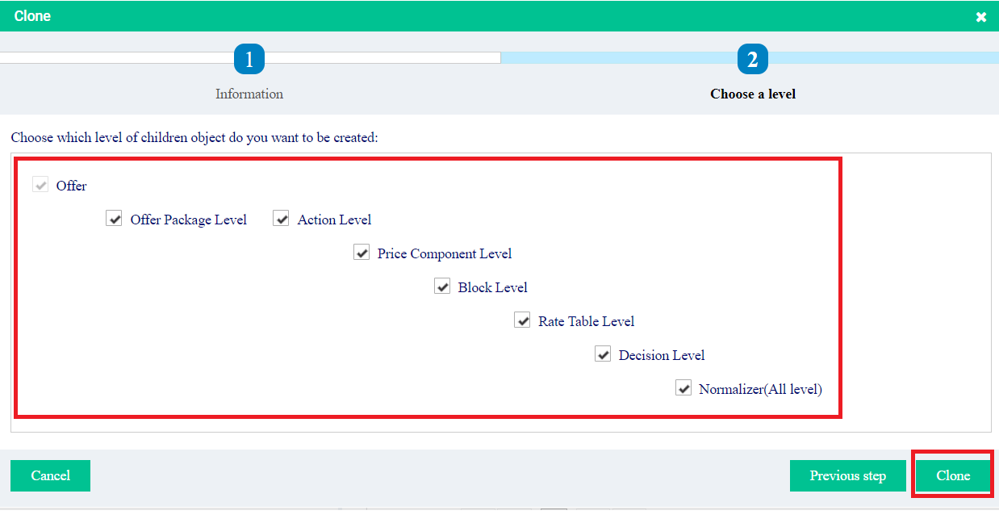 Clone
1
2
Information
Choose a level
Choose which level of children object do you want to be created:
Offer
Offer Package Level
Action Level
Price Component Level
Block Level
Rate Table Level
Decision Level
Normalizer(All level)
Cancel
Previous step
Clone